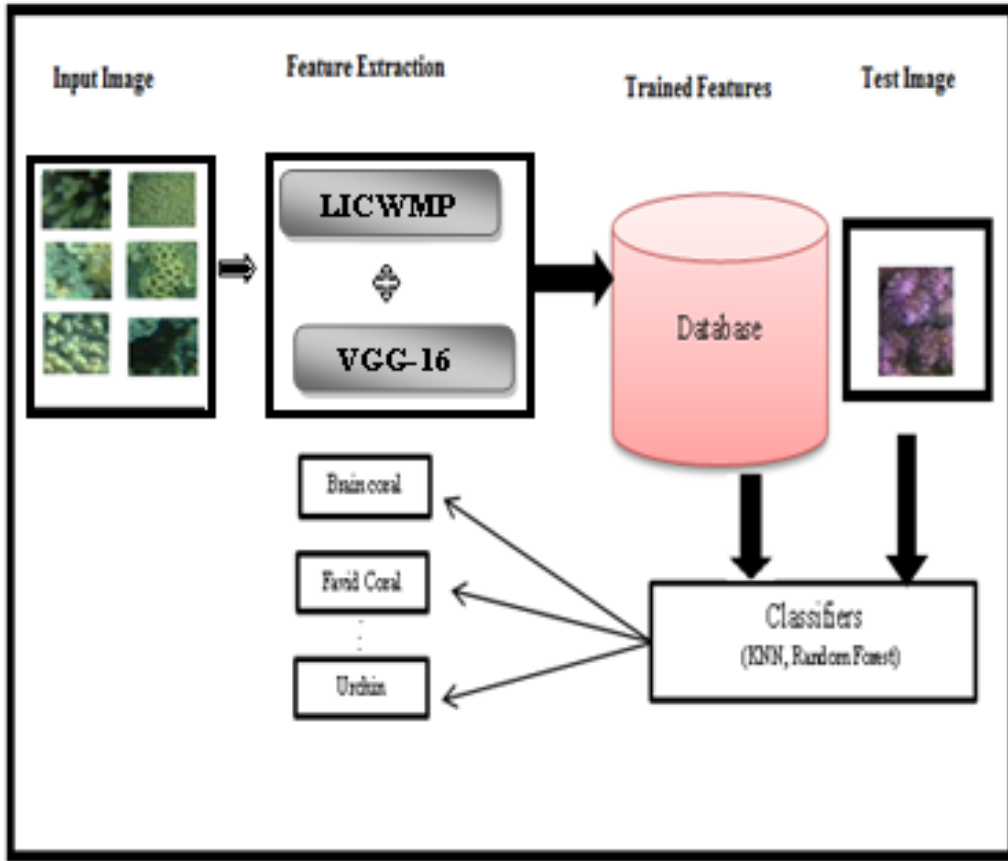 Input Image
Feature Extraction
Trained Features
Test Image
LICWMP
VGG-16
Database
Brain coral
Favid Coral
Urchin
Classifiers
(KNN, Random Forest)